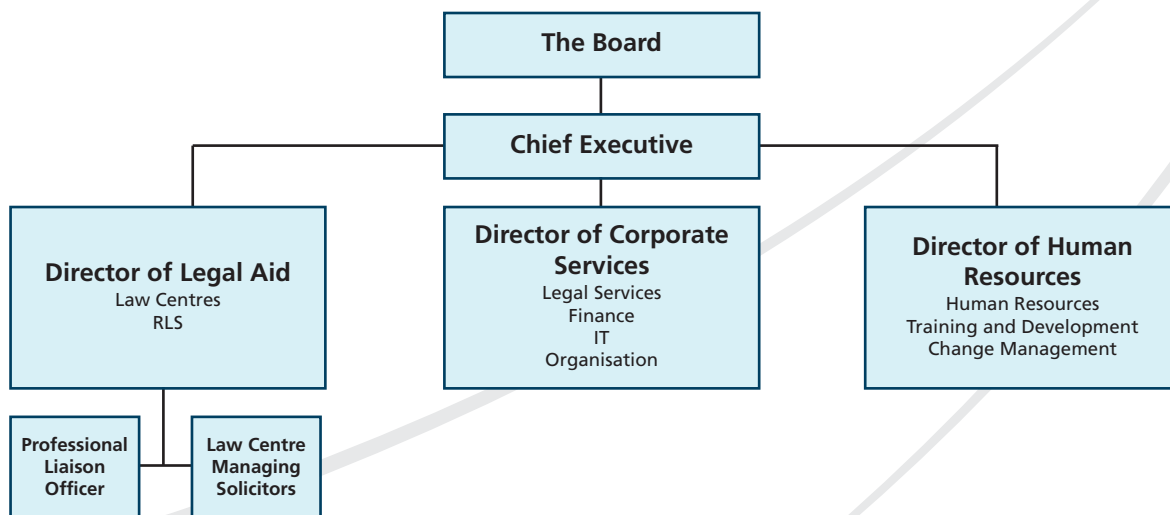 The Board
Chief Executive
Director of Legal Aid
Law Centres
RLS
Director of Corporate
Services
Legal Services
Finance
IT
Organisation
Director of Human
Resources
Human Resources
Training and Development
Change Management
Professional
Liaison
Officer
Law Centre
Managing
Solicitors